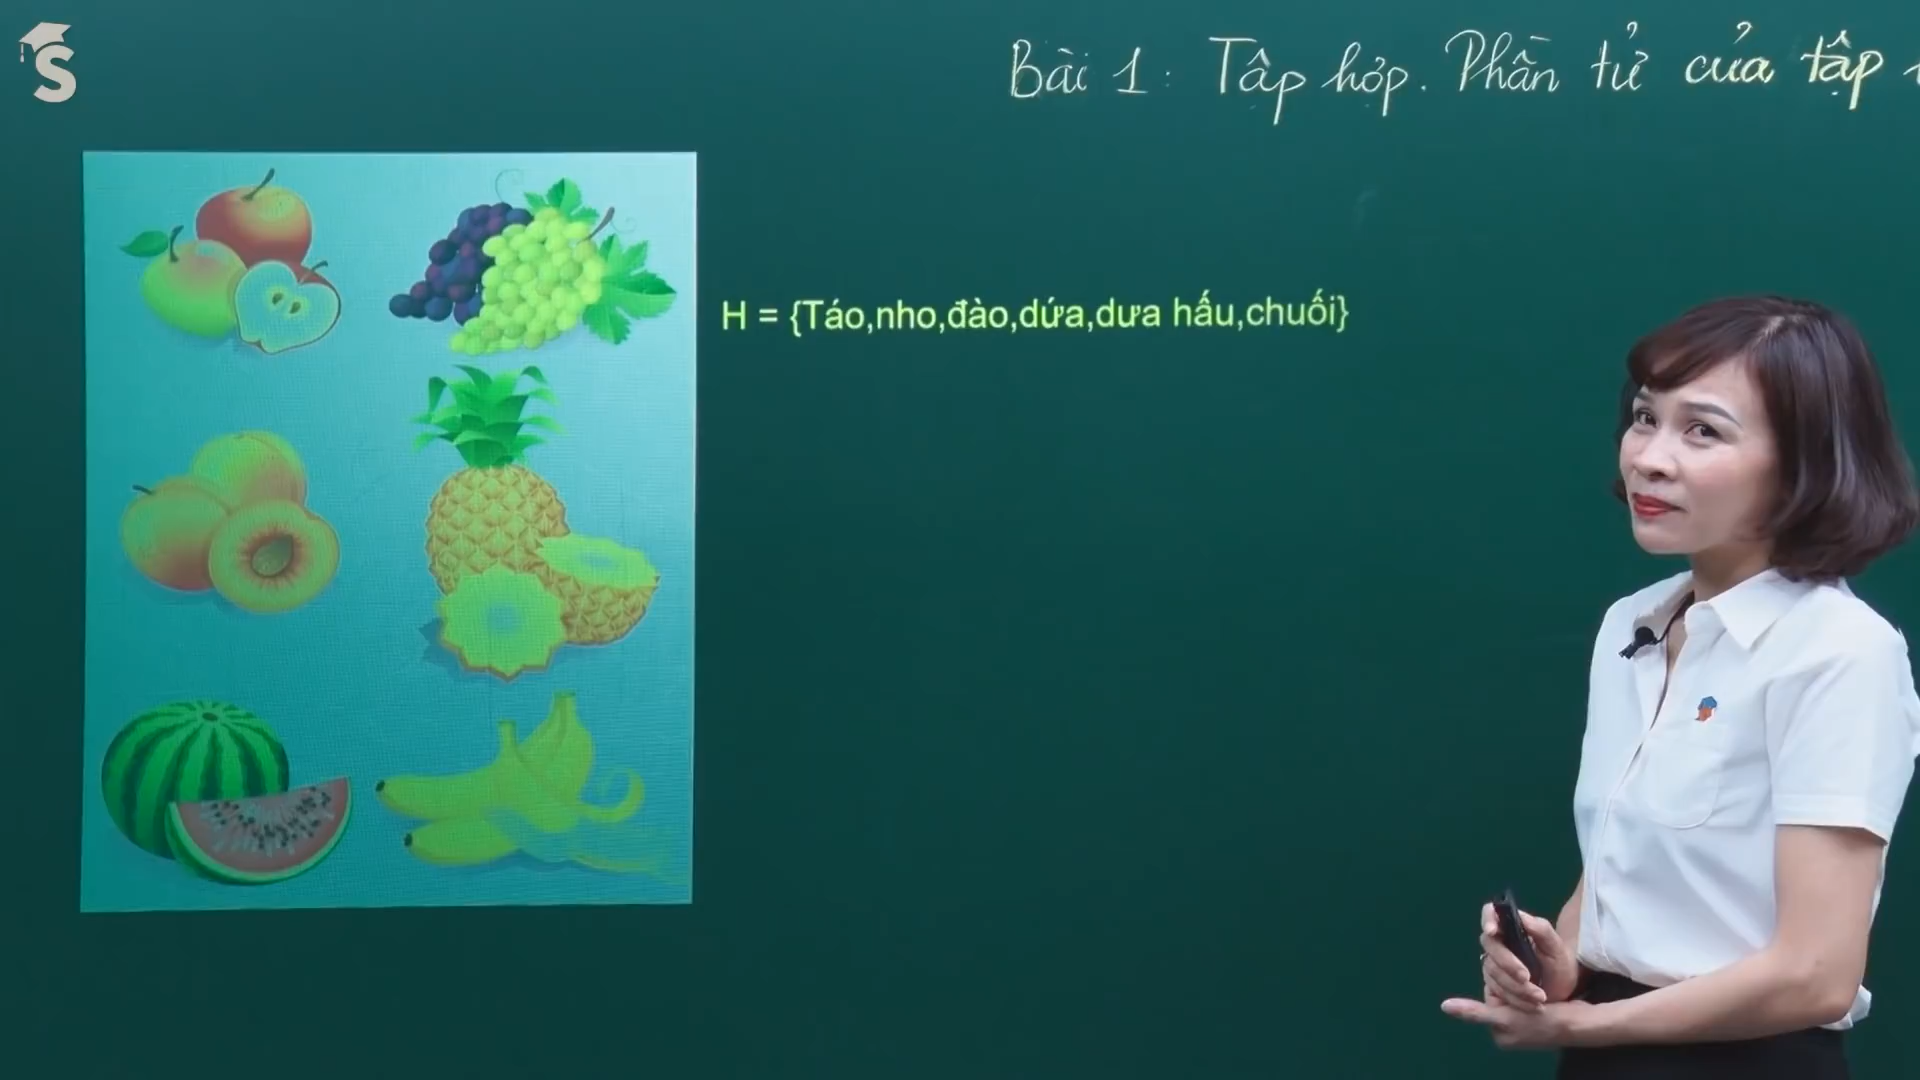 Bài 1: Tập hợp. Phần tử của tập
H = {Táo,nho,đào,dứa,dưa hấu,chuối}